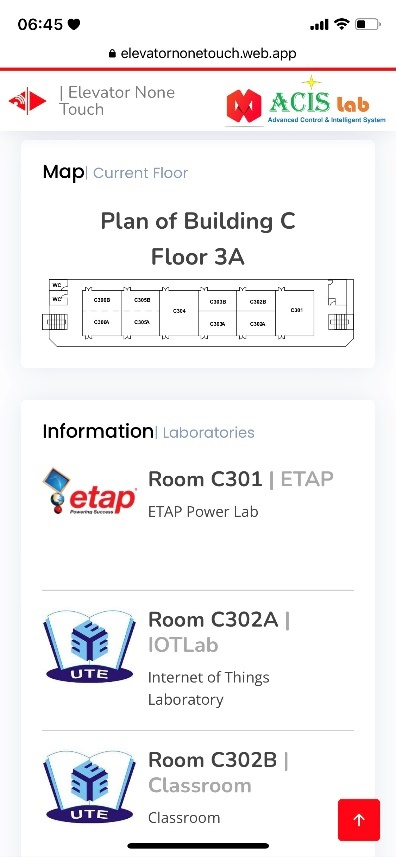 06:45
elevatornonetouch.web.app
| Elevator None
Touch
ACIS Lab
Advanced Control & Intelligent System
Map| Current Floor
Plan of Building C
Floor 3A
WC
WC
C306B C305B C304 C303B C302B C301
C306A C305A C303A C302A
Information| Laboratories
etap
Powering Success
Room C301 | ETAP
ETAP Power Lab
UTE
Room C302A |
IOTLab
Internet of Things
Laboratory
UTE
Room C302B |
Classroom
Classroom